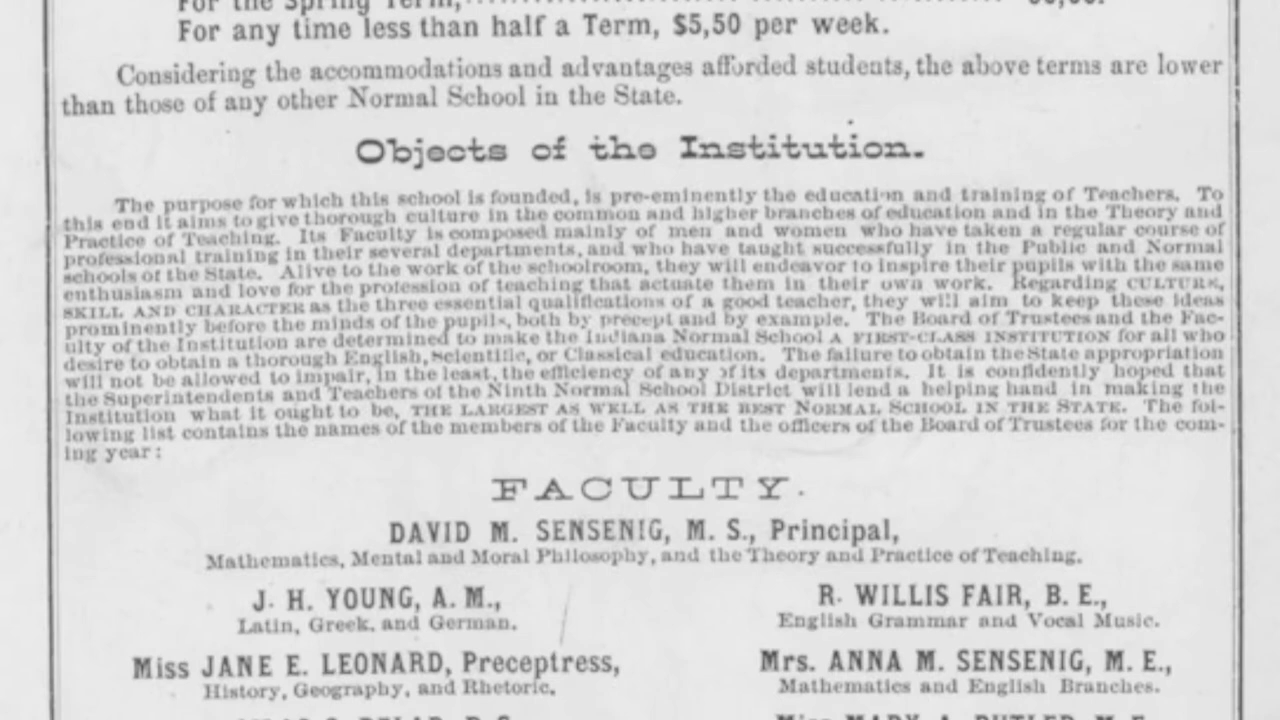 For the Spring Term,
For any time less than half a Term, $5,50 per week.
Considering the accommodations and advantages afforded students, the above terms are lower
than those of any other Normal School in the State.
Objects of the Institution.
The purpose for which this school is founded, is pre-eminently the education and training of Teachers. To
this end it aims to give thorough culture in the common and higher branches of education and in the Theory and
Practice of Teaching. Its Faculty is composed mainly of men and women who have taken a regular course of
professional training in their several departments, and who have taught successfully in the Public and Normal
schools of the State. Alive to the work of the schoolroom, they will endeavor to inspire their pupils with the same
enthusiasm and love for the profession of teaching that actuate them in their own work. Regarding CULTURE,
SKILL AND CHARACTER as the three essential qualifications of a good teacher, they will aim to keep these ideas
prominently before the minds of the pupils, both by precept and by example. The Board of Trustees and the Fac-
ulty of the Institution are determined to make the Indiana Normal School A FIRST-CLASS INSTITUTION for all who
desire to obtain a thorough English, Scientific, or Classical education. The failure to obtain the State appropriation
will not be allowed to impair, in the least, the efficiency of any of its departments. It is confidently hoped that
the Superintendents and Teachers of the Ninth Normal School District will lend a helping hand in making the
Institution what it ought to be, THE LARGEST AS WELL AS THE BEST NORMAL SCHOOL IN THE STATE. The fol-
lowing list contains the names of the members of the Faculty and the officers of the Board of Trustees for the com-
ing year:
FACULTY.
DAVID M. SENSENIG, M. S., Principal,
Mathematics, Mental and Moral Philosophy, and the Theory and Practice of Teaching.
J. H. YOUNG, A. M.,
Latin, Greek, and German.
R. WILLIS FAIR, B. E.,
English Grammar and Vocal Music.
Miss JANE E. LEONARD, Preceptress,
History, Geography, and Rhetoric.
Mrs. ANNA M. SENSENIG, M. E.,
Mathematics and English Branches.